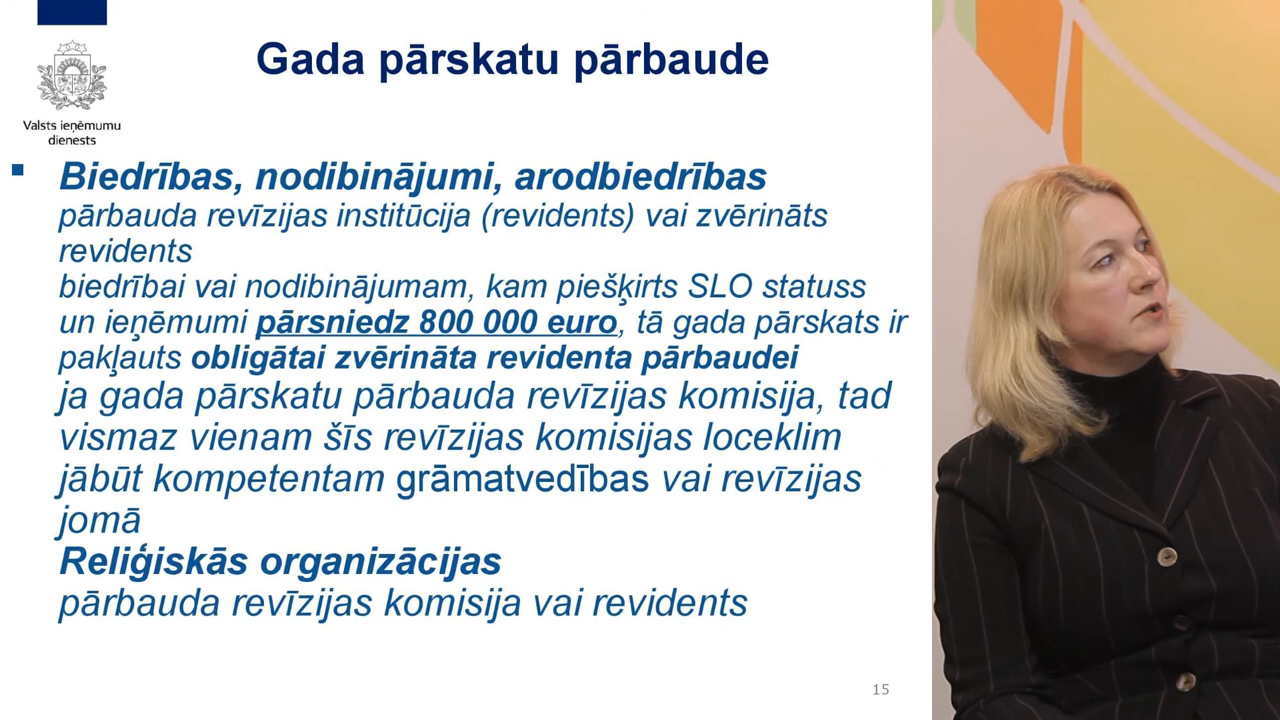 Gada pārskatu pārbaude
Valsts ieņēmumu
dienests
▪ Biedrības, nodibinājumi, arodbiedrības
pārbauda revīzijas institūcija (revidents) vai zvērināts
revidents
biedrībai vai nodibinājumam, kam piešķirts SLO statuss
un ieņēmumi pārsniedz 800 000 euro, tā gada pārskats ir
pakļauts obligātai zvērināta revidenta pārbaudei
ja gada pārskatu pārbauda revīzijas komisija, tad
vismaz vienam šīs revīzijas komisijas loceklim
jābūt kompetentam grāmatvedības vai revīzijas
jomā
Reliģiskās organizācijas
pārbauda revīzijas komisija vai revidents
15